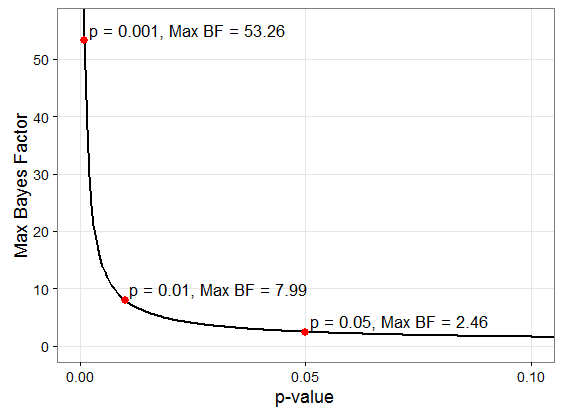 p = 0.001, Max BF = 53.26
50
40
30
20
10
0
Max Bayes Factor
p = 0.01, Max BF = 7.99
p = 0.05, Max BF = 2.46
0.00
0.05
0.10
p-value